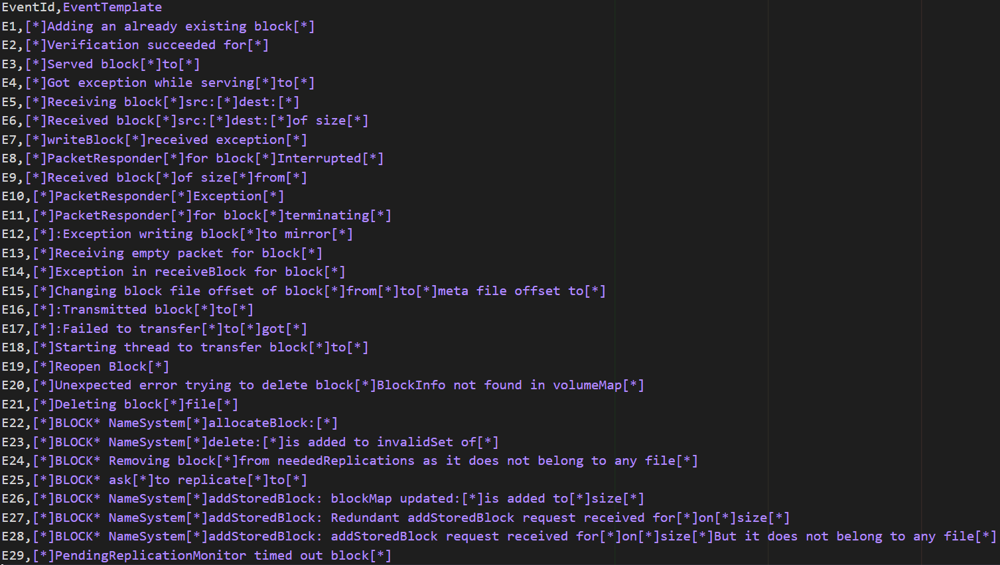 EventId,EventTemplate
E1,[*]Adding an already existing block[*]
E2,[*]Verification succeeded for[*]
E3,[*]Served block[*]to[*]
E4,[*]Got exception while serving[*]to[*]
E5,[*]Receiving block[*]src:[*]dest:[*]
E6,[*]Received block[*]src:[*]dest:[*]of size[*]
E7,[*]writeBlock[*]received exception[*]
E8,[*]PacketResponder[*]for block[*]Interrupted[*]
E9,[*]Received block[*]of size[*]from[*]
E10,[*]PacketResponder[*]Exception[*]
E11,[*]PacketResponder[*]for block[*]terminating[*]
E12,[*]:Exception writing block[*]to mirror[*]
E13,[*]Receiving empty packet for block[*]
E14,[*]Exception in receiveBlock for block[*]
E15,[*]Changing block file offset of block[*]from[*]to[*]meta file offset to[*]
E16,[*]:Transmitted block[*]to[*]
E17,[*]:Failed to transfer[*]to[*]got[*]
E18,[*]Starting thread to transfer block[*]to[*]
E19,[*]Reopen Block[*]
E20,[*]Unexpected error trying to delete block[*]BlockInfo not found in volumeMap[*]
E21,[*]Deleting block[*]file[*]
E22,[*]BLOCK* NameSystem[*]allocateBlock:[*]
E23,[*]BLOCK* NameSystem[*]delete:[*]is added to invalidSet of[*]
E24,[*]BLOCK* Removing block[*]from neededReplications as it does not belong to any file[*]
E25,[*]BLOCK* ask[*]to replicate[*]to[*]
E26,[*]BLOCK* NameSystem[*]addStoredBlock: blockMap updated:[*]is added to[*]size[*]
E27,[*]BLOCK* NameSystem[*]addStoredBlock: Redundant addStoredBlock request received for[*]on[*]size[*]
E28,[*]BLOCK* NameSystem[*]addStoredBlock: addStoredBlock request received for[*]on[*]size[*]But it does not belong to any file[*]
E29,[*]PendingReplicationMonitor timed out block[*]